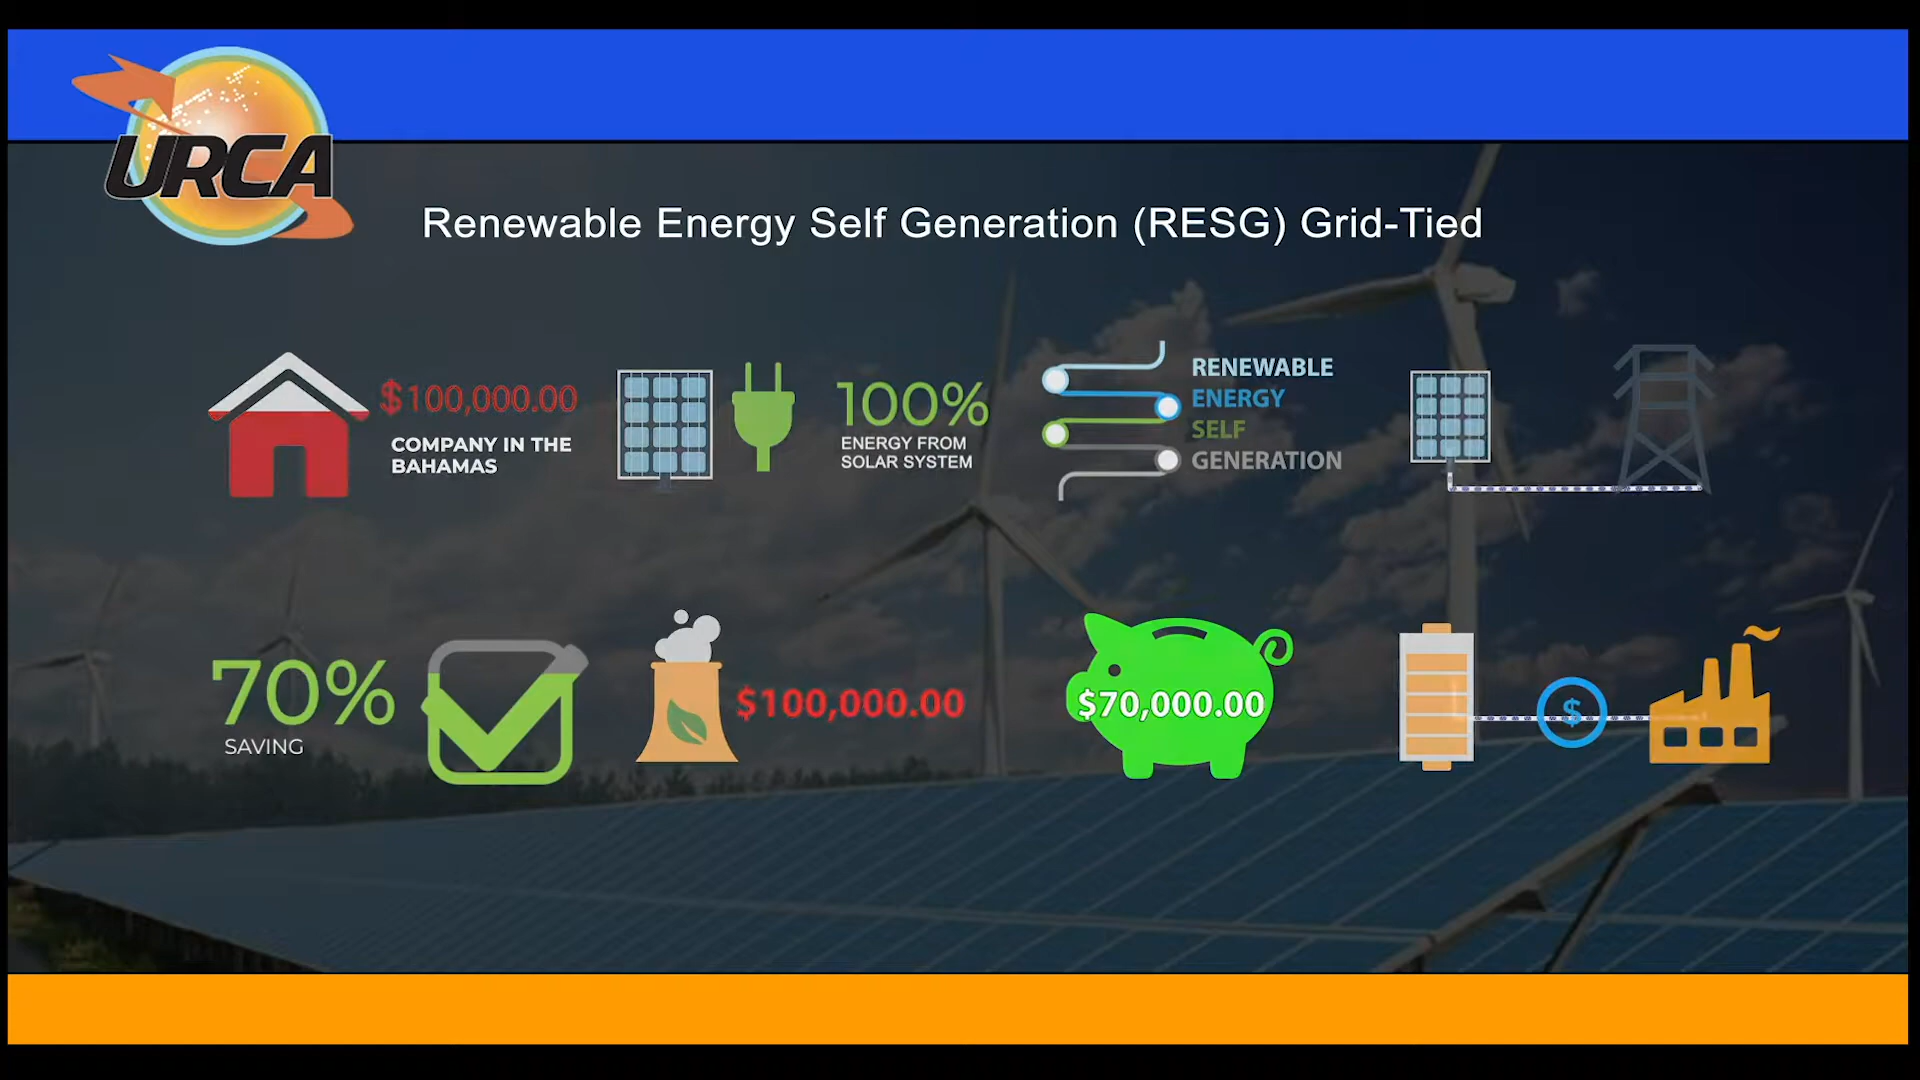 URCA
Renewable Energy Self Generation (RESG) Grid-Tied
$100,000.00
COMPANY IN THE
BAHAMAS
100%
ENERGY FROM
SOLAR SYSTEM
RENEWABLE
ENERGY
SELF
GENERATION
70%
SAVING
$100,000.00
$70,000.00
$